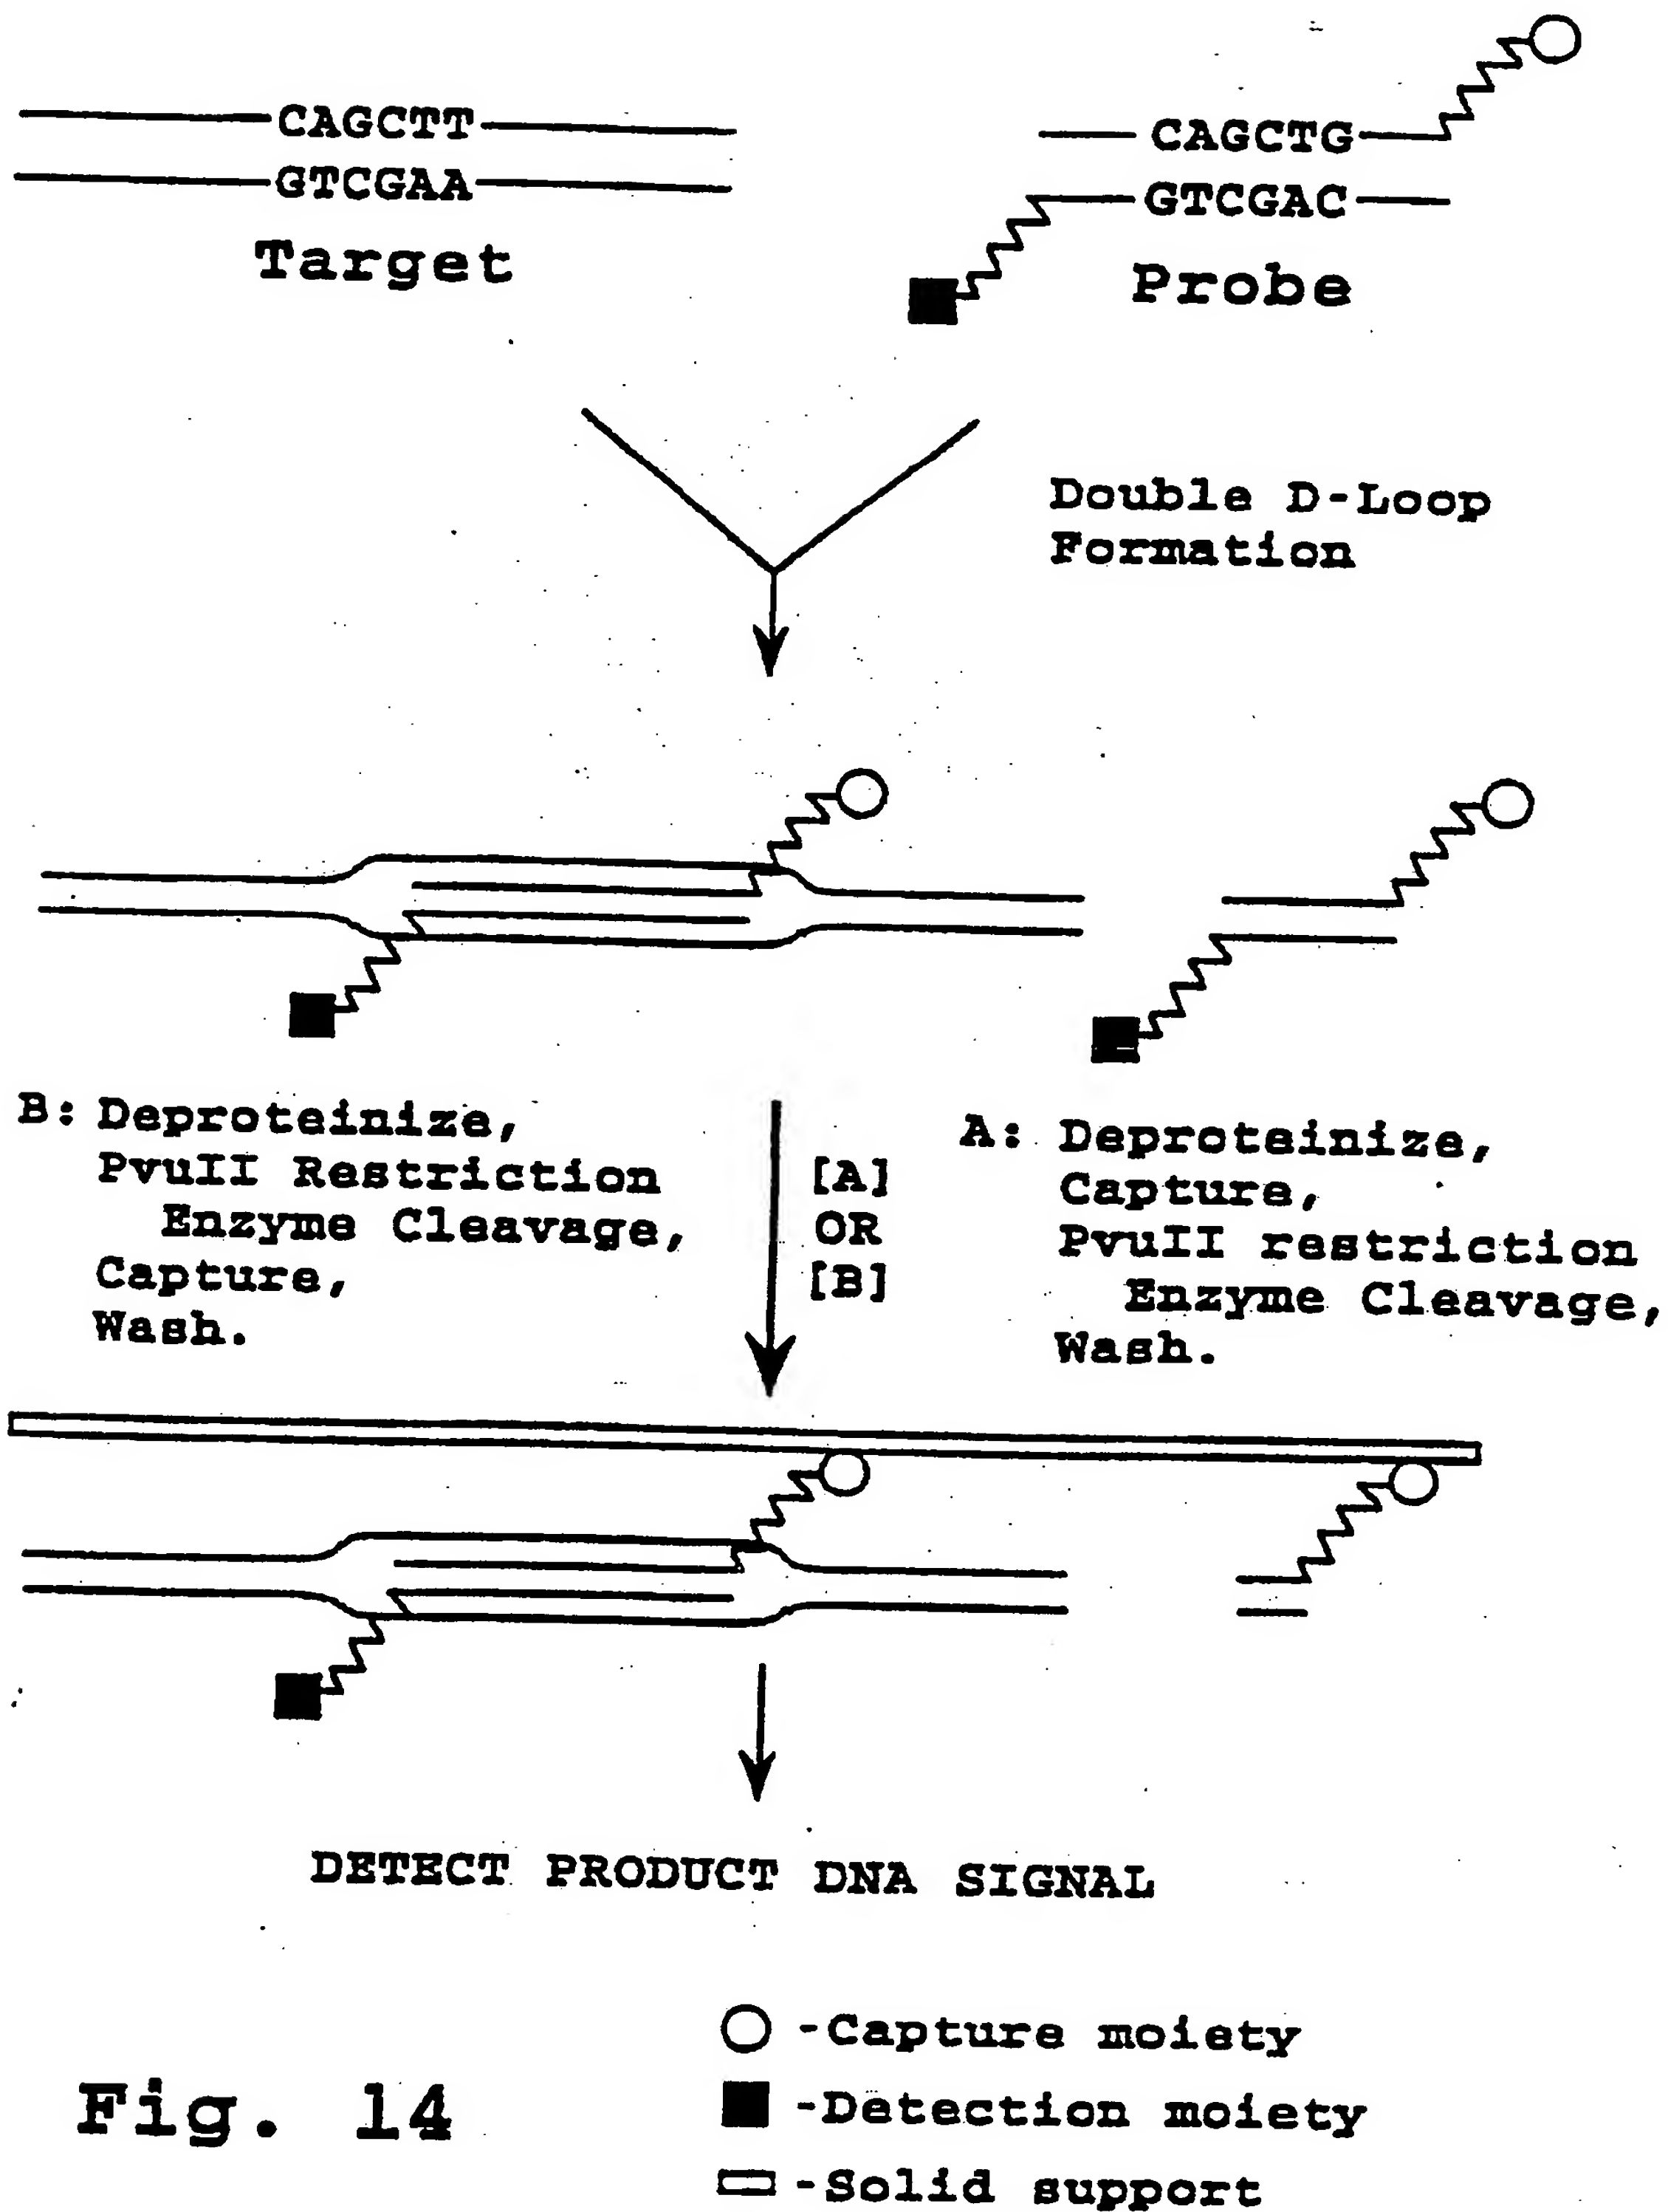 CAGCTT
GTCGAA
Target
CAGCTG
GTCGAC
Probe
Double D-Loop
Formation
B: Deproteinize,
PvuII Restriction
Enzyme Cleavage,
Capture,
Wash.
[A]
OR
[B]
A: Deproteinize,
Capture,
PvuII restriction
Enzyme Cleavage,
Wash.
DETECT PRODUCT DNA SIGNAL
-Capture moiety
-Detection moiety
-Solid support
Fig. 14